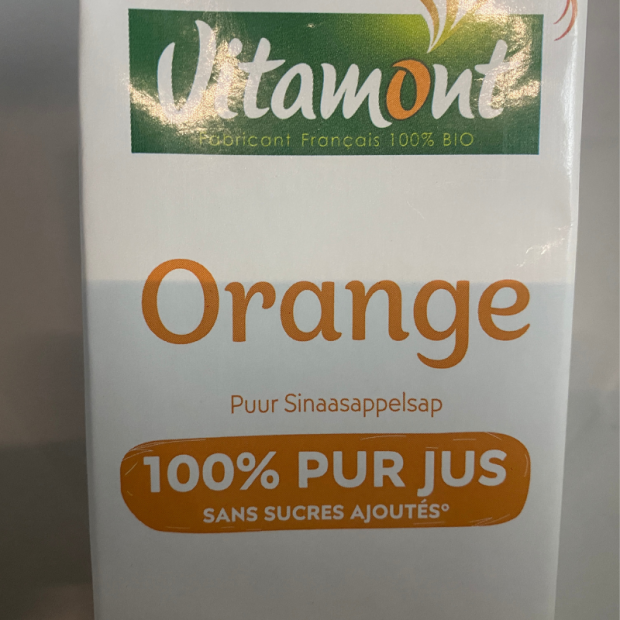 Vitamont
Fabricant Français 100% BIO
Orange
Puur Sinaasappelsap
100% PUR JUS
SANS SUCRES AJOUTÉS°